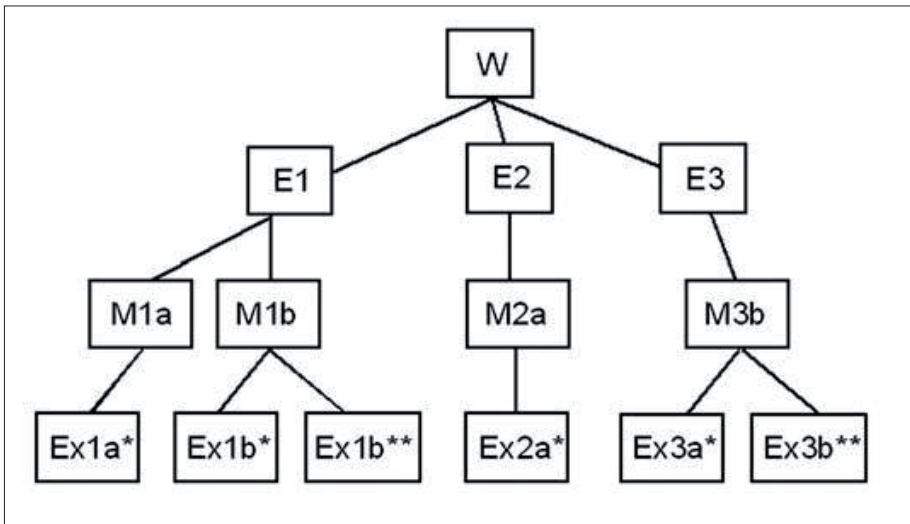 W
E1 E2 E3
M1a M1b M2a M3b
Ex1a* Ex1b* Ex1b** Ex2a* Ex3a* Ex3b**